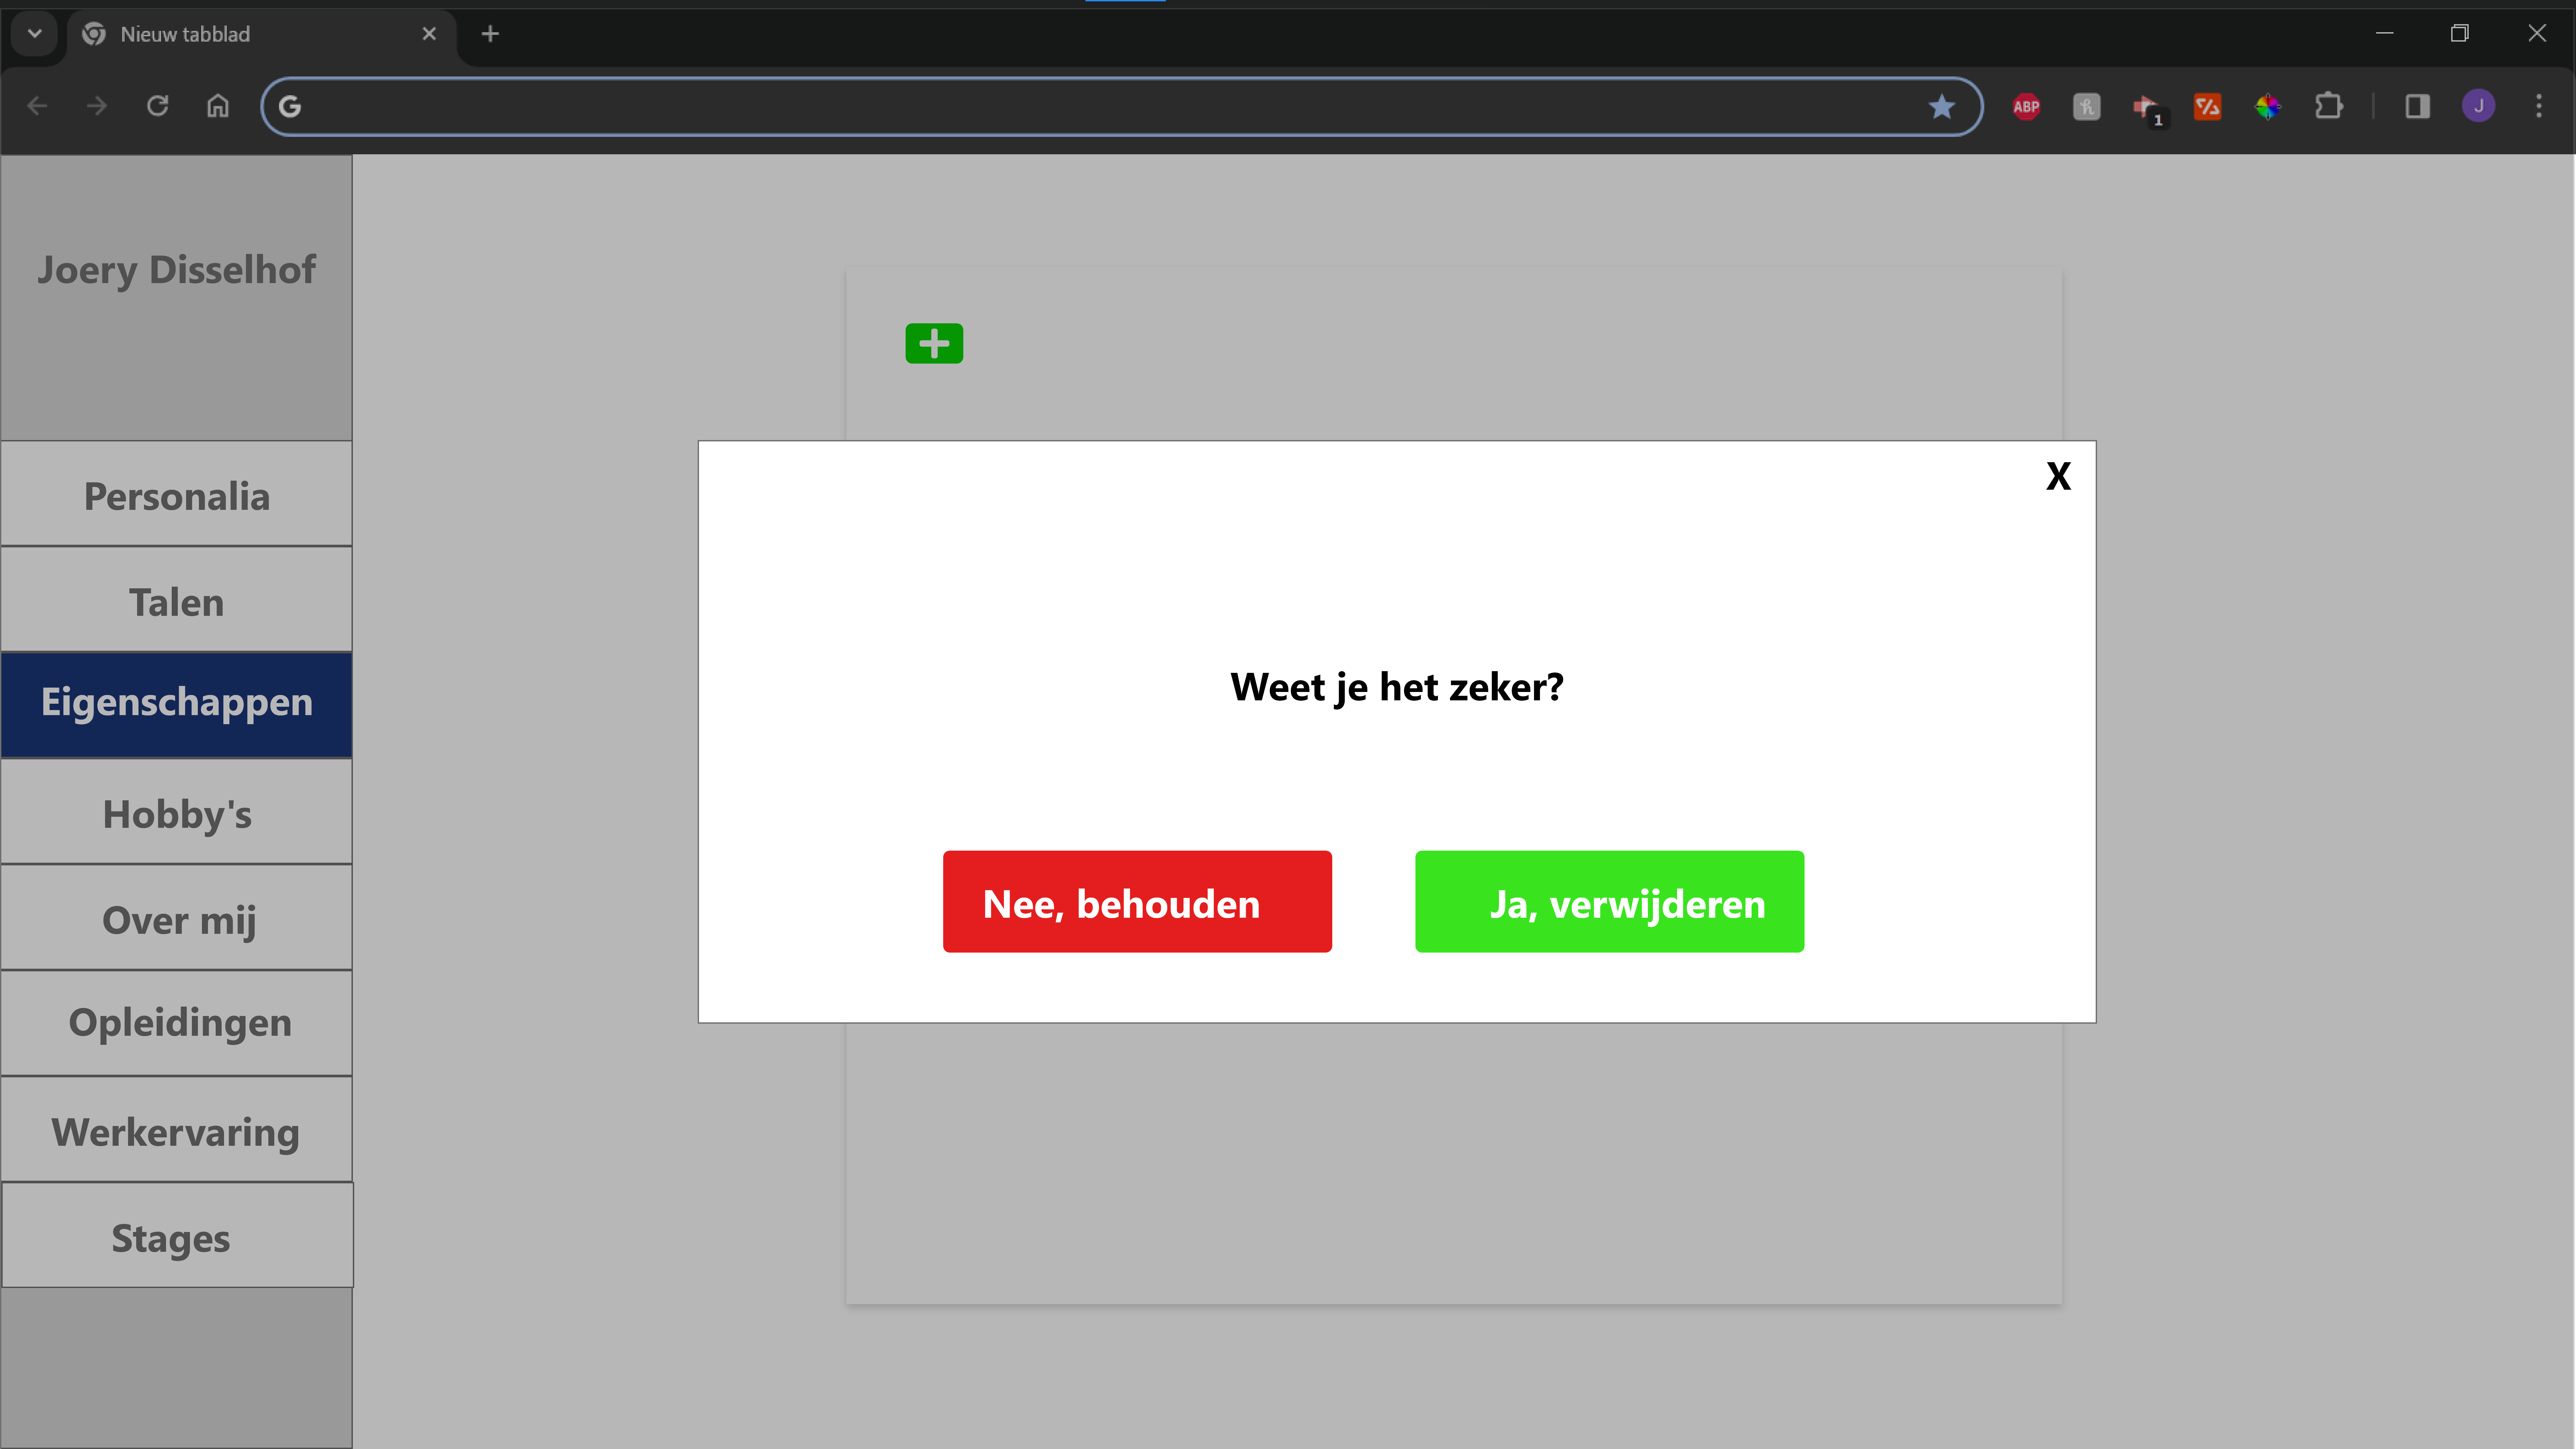 Nieuw tabblad
ABP
1
J
Joery Disselhof
Personalia
Talen
Eigenschappen
Hobby's
Over mij
Opleidingen
Werkervaring
Stages
X
Weet je het zeker?
Nee, behouden
Ja, verwijderen